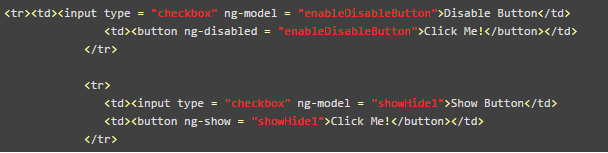 <tr><td><input type = "checkbox" ng-model = "enableDisableButton">Disable Button</td>
<td><button ng-disabled = "enableDisableButton">Click Me!</button></td>
</tr>
<tr>
<td><input type = "checkbox" ng-model = "showHide1">Show Button</td>
<td><button ng-show = "showHide1">Click Me!</button></td>
</tr>